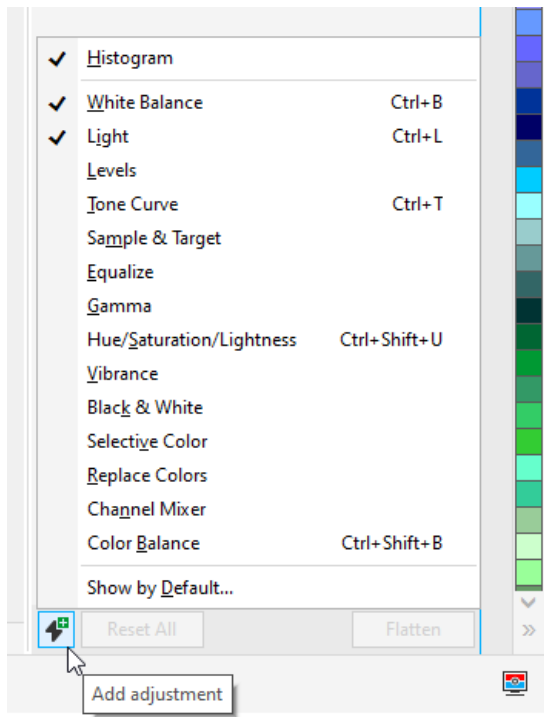 Histogram
White Balance Ctrl+B
Light Ctrl+L
Levels
Tone Curve Ctrl+T
Sample & Target
Equalize
Gamma
Hue/Saturation/Lightness Ctrl+Shift+U
Vibrance
Black & White
Selective Color
Replace Colors
Channel Mixer
Color Balance Ctrl+Shift+B
Show by Default...
Reset All Flatten
Add adjustment